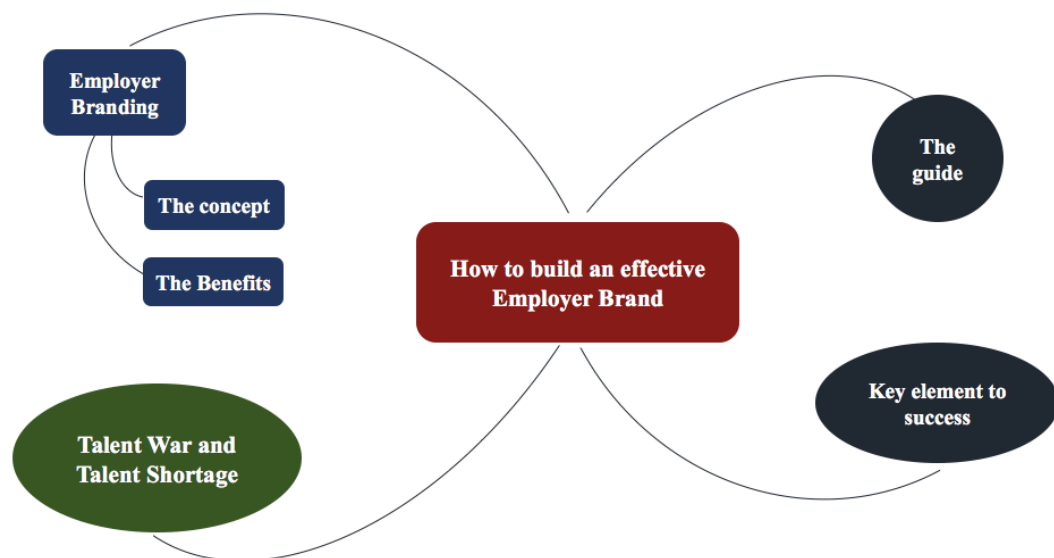 Employer
Branding
The concept
The Benefits
Talent War and
Talent Shortage
How to build an effective
Employer Brand
The
guide
Key element to
success